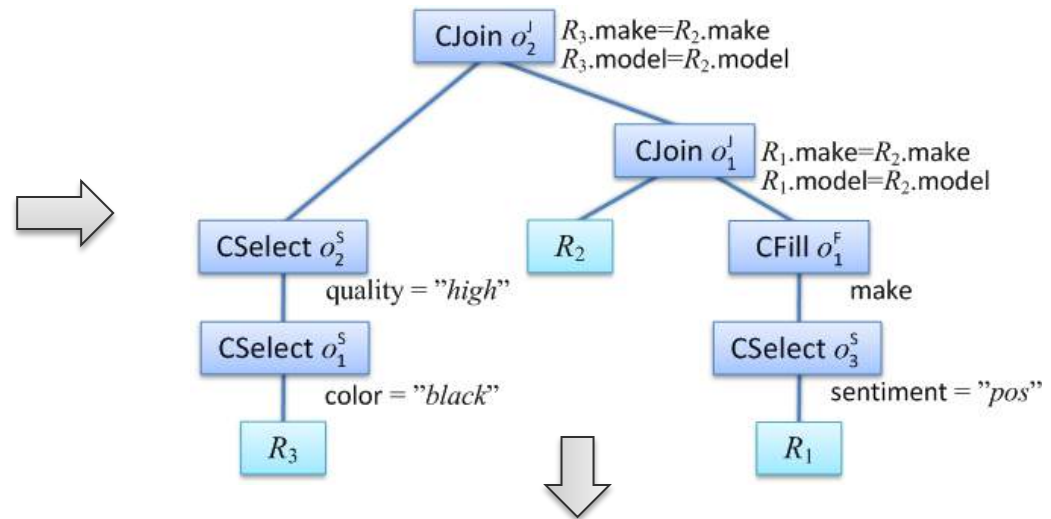 CJoin o₂ᴶ
R₃.make=R₂.make
R₃.model=R₂.model
CJoin o₁ᴶ
R₁.make=R₂.make
R₁.model=R₂.model
CSelect o₂ˢ
R₂
CFill o₁ᶠ
quality = ”high”
make
CSelect o₁ˢ
CSelect o₃ˢ
color = ”black”
sentiment = ”pos”
R₃
R₁